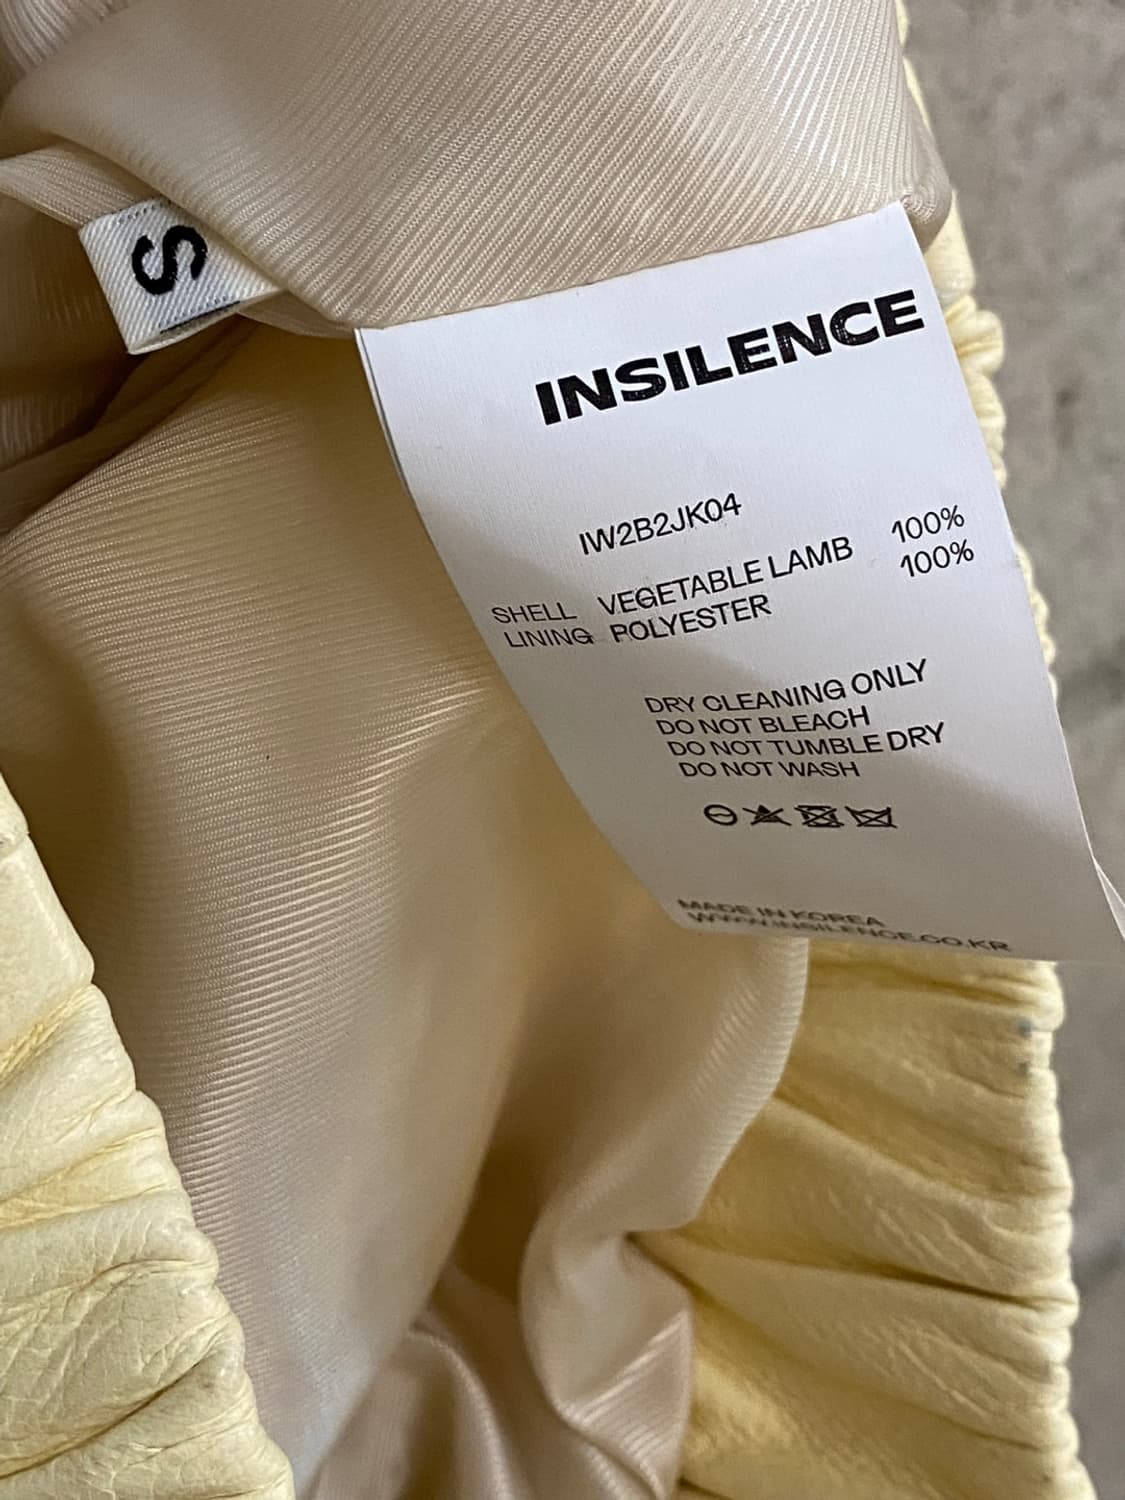 S
INSILENCE
IW2B2JK04
SHELL VEGETABLE LAMB 100%
LINING POLYESTER 100%
DRY CLEANING ONLY
DO NOT BLEACH
DO NOT TUMBLE DRY
DO NOT WASH
MADE IN KOREA
WWW.INSILENCE.CO.KR